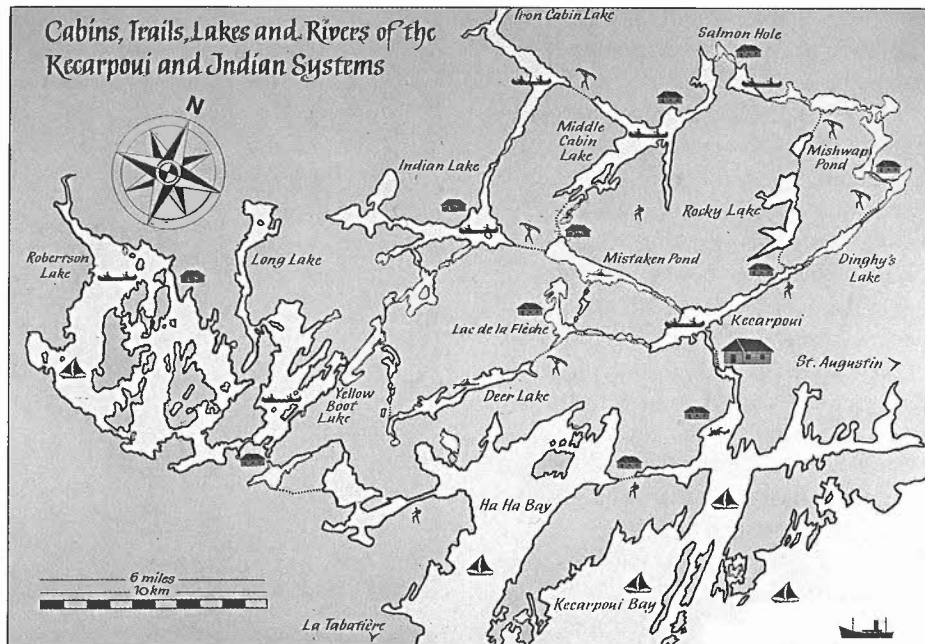 Cabins, Trails, Lakes and Rivers of the
Kecarpoui and Indian Systems
Iron Cabin Lake
Salmon Hole
N
Middle
Cabin
Lake
Mishwap
Pond
Indian Lake
Rocky Lake
Roberrson
Lake
Long Lake
Mistaken Pond
Dinghy's
Lake
Lac de la Flèche
Kecarpoui
St. Augustin
Yellow
Boot
Lake
Deer Lake
Ha Ha Bay
6 miles
10 km
Kecarpoui Bay
La Tabatière